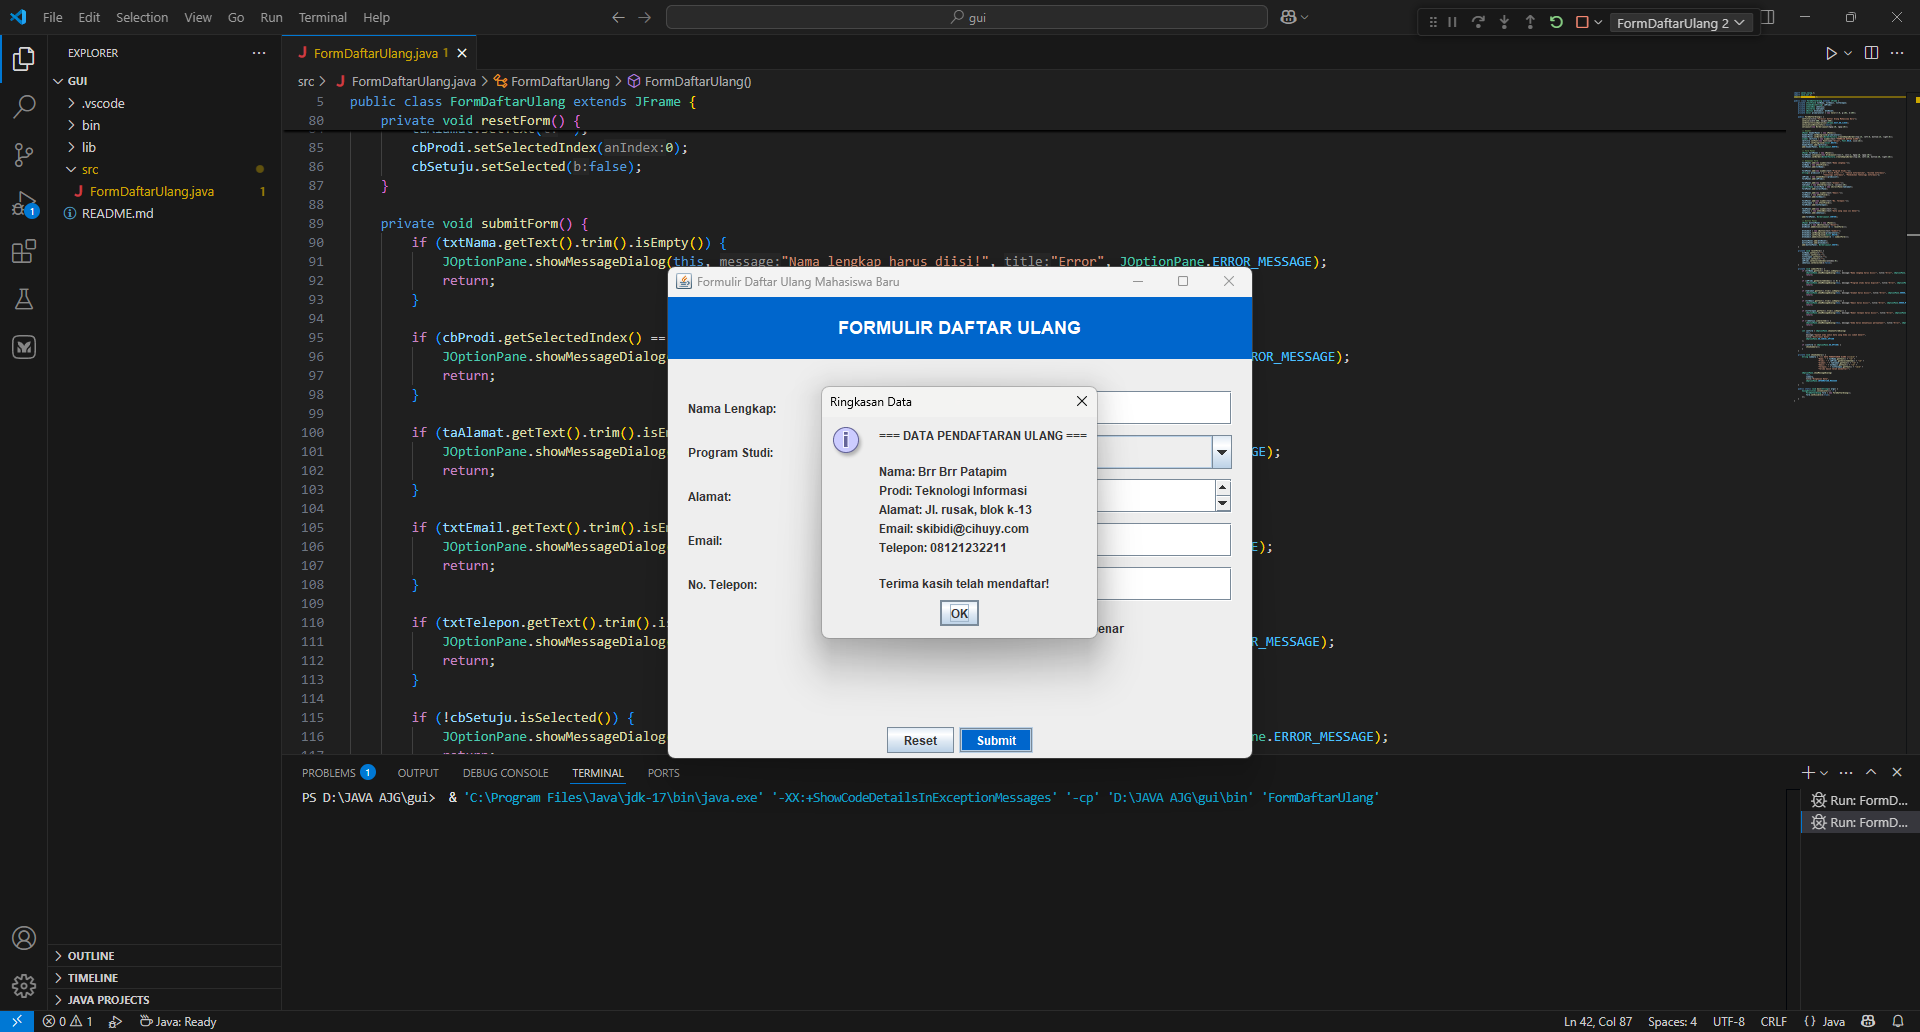 File Edit Selection View Go Run Terminal Help
gui
FormDaftarUlang 2
EXPLORER
GUI
.vscode
bin
lib
src
FormDaftarUlang.java 1
README.md
OUTLINE
TIMELINE
JAVA PROJECTS
FormDaftarUlang.java 1
src > FormDaftarUlang.java > FormDaftarUlang > FormDaftarUlang()
5 public class FormDaftarUlang extends JFrame {
80 private void resetForm() {
85 cbProdi.setSelectedIndex(anIndex:0);
86 cbSetuju.setSelected(b:false);
87 }
88
89 private void submitForm() {
90 if (txtNama.getText().trim().isEmpty()) {
91 JOptionPane.showMessageDialog(this, message:"Nama lengkap harus diisi!", title:"Error", JOptionPane.ERROR_MESSAGE);
92 return;
93 }
94
95 if (cbProdi.getSelectedIndex() ==
96 JOptionPane.showMessageDialog ROR_MESSAGE);
97 return;
98 }
99
100 if (taAlamat.getText().trim().isE
101 JOptionPane.showMessageDialog GE);
102 return;
103 }
104
105 if (txtEmail.getText().trim().isE
106 JOptionPane.showMessageDialog E);
107 return;
108 }
109
110 if (txtTelepon.getText().trim().is
111 JOptionPane.showMessageDialog R_MESSAGE);
112 return;
113 }
114
115 if (!cbSetuju.isSelected()) {
116 JOptionPane.showMessageDialog ne.ERROR_MESSAGE);
Formulir Daftar Ulang Mahasiswa Baru
FORMULIR DAFTAR ULANG
Nama Lengkap:
Program Studi:
Alamat:
Email:
No. Telepon:
enar
Reset Submit
Ringkasan Data
=== DATA PENDAFTARAN ULANG ===
Nama: Brr Brr Patapim
Prodi: Teknologi Informasi
Alamat: Jl. rusak, blok k-13
Email: skibidi@cihuyy.com
Telepon: 08121232211
Terima kasih telah mendaftar!
OK
PROBLEMS 1 OUTPUT DEBUG CONSOLE TERMINAL PORTS
PS D:\JAVA AJG\gui> & 'C:\Program Files\Java\jdk-17\bin\java.exe' '-XX:+ShowCodeDetailsInExceptionMessages' '-cp' 'D:\JAVA AJG\gui\bin' 'FormDaftarUlang'
Run: FormD...
Run: FormD...
0 1 Java: Ready
Ln 42, Col 87 Spaces: 4 UTF-8 CRLF {} Java